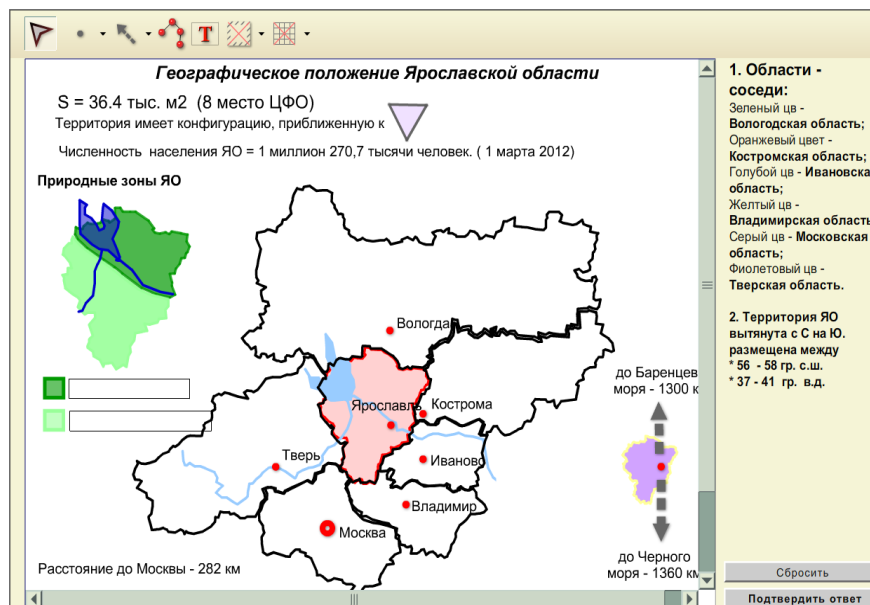 Географическое положение Ярославской области
S = 36.4 тыс. м2 (8 место ЦФО)
Территория имеет конфигурацию, приближенную к
Численность населения ЯО = 1 миллион 270,7 тысячи человек. ( 1 марта 2012)
Природные зоны ЯО
Вологда
Ярославль
Кострома
Тверь
Иваново
Владимир
Москва
до Баренцев
моря - 1300 к
до Черного
моря - 1360 км
Расстояние до Москвы - 282 км
T
1. Области -
соседи:
Зеленый цв -
Вологодская область;
Оранжевый цвет -
Костромская область;
Голубой цв - Ивановска
область;
Желтый цв -
Владимирская область
Серый цв - Московская
область;
Фиолетовый цв -
Тверская область.
2. Территория ЯО
вытянута с С на Ю.
размещена между
* 56 - 58 гр. с.ш.
* 37 - 41 гр. в.д.
Сбросить
Подтвердить ответ